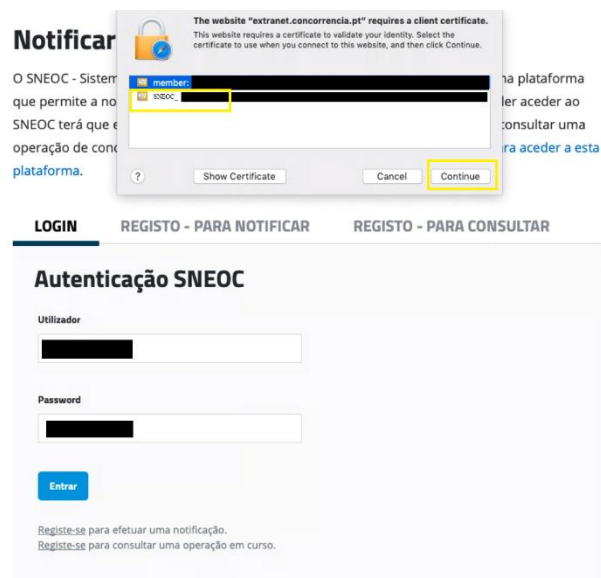 The website "extranet.concorrencia.pt" requires a client certificate.
This website requires a certificate to validate your identity. Select the
certificate to use when you connect to this website, and then click Continue.
member:
SNEOC_
?
Show Certificate
Cancel
Continue
Notificar
O SNEOC - Sistem
na plataforma
que permite a no
der aceder ao
SNEOC terá que e
consultar uma
operação de conc
ra aceder a esta
plataforma.
LOGIN REGISTO - PARA NOTIFICAR REGISTO - PARA CONSULTAR
Autenticação SNEOC
Utilizador
Password
Entrar
Registe-se para efetuar uma notificação.
Registe-se para consultar uma operação em curso.